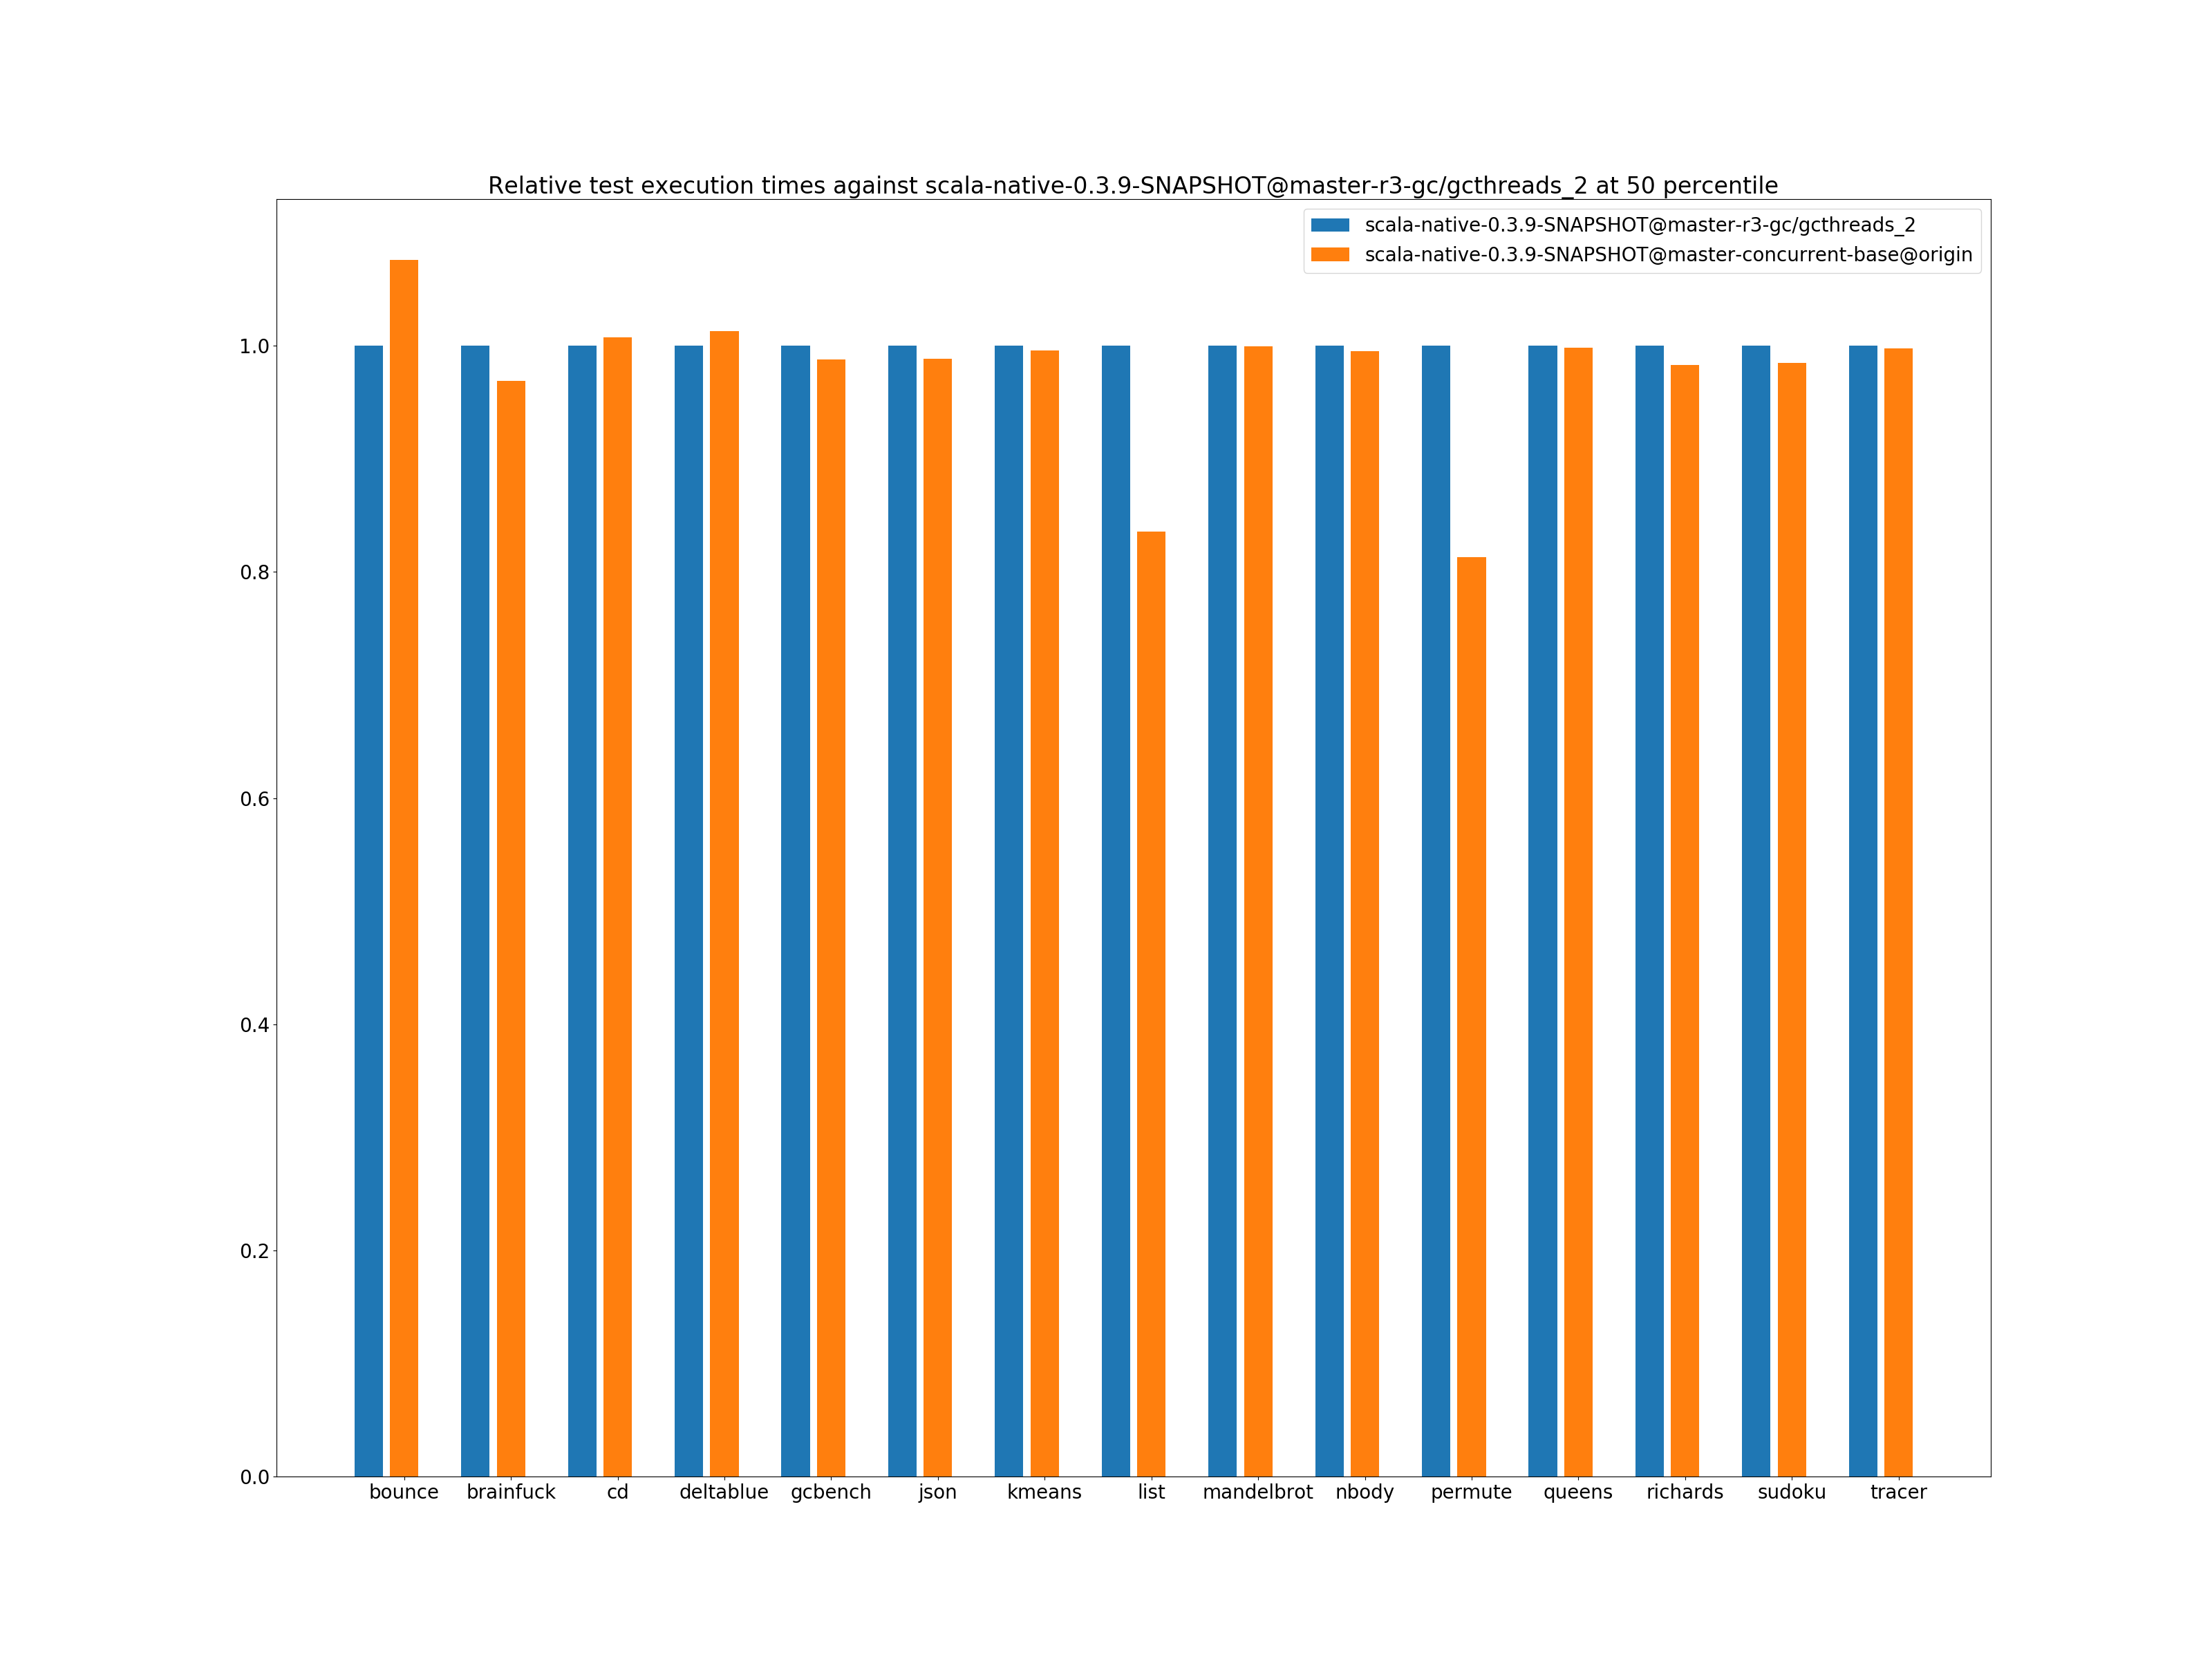 Relative test execution times against scala-native-0.3.9-SNAPSHOT@master-r3-gc/gcthreads_2 at 50 percentile
scala-native-0.3.9-SNAPSHOT@master-r3-gc/gcthreads_2
scala-native-0.3.9-SNAPSHOT@master-concurrent-base@origin
1.0
0.8
0.6
0.4
0.2
0.0
bounce brainfuck cd deltablue gcbench json kmeans list mandelbrot nbody permute queens richards sudoku tracer